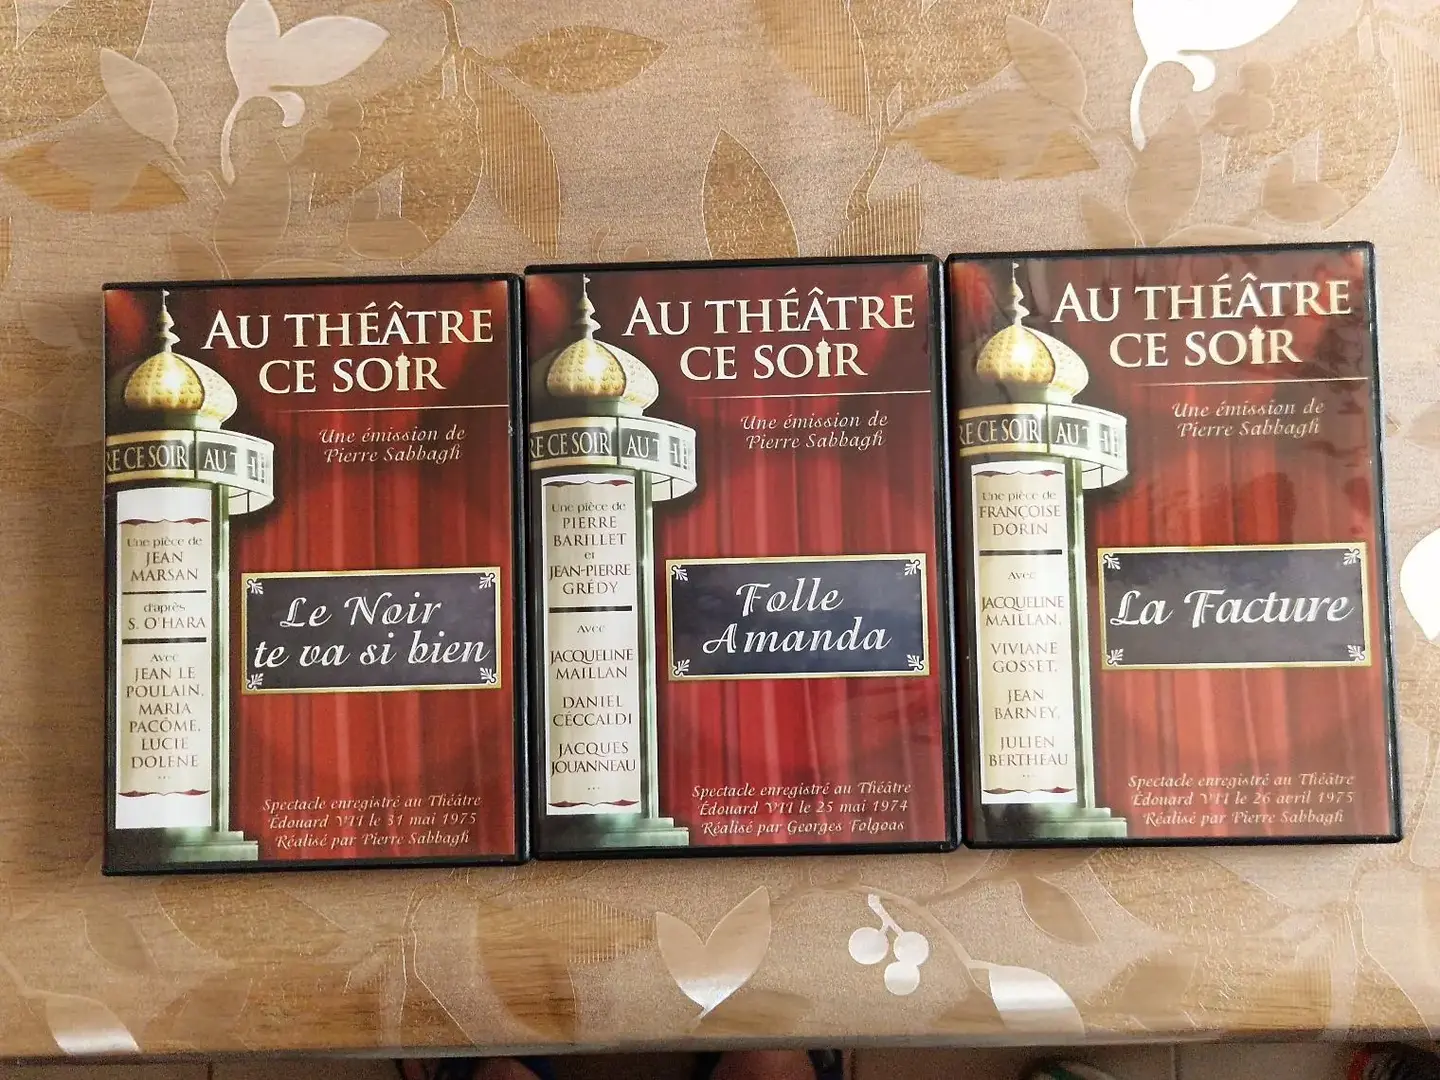 AU THÉÂTRE
CE SOIR
Une émission de
Pierre Sabbagh
RE CE SOIR AU THÉ
Une pièce de
JEAN
MARSAN
d'après
S. O'HARA
Avec
JEAN LE
POULAIN,
MARIA
PACÔME,
LUCIE
DOLENE
...
Le Noir
te va si bien
Spectacle enregistré au Théâtre
Édouard VII le 31 mai 1975
Réalisé par Pierre Sabbagh
AU THÉÂTRE
CE SOIR
Une émission de
Pierre Sabbagh
RE CE SOIR AU THÉ
Une pièce de
PIERRE
BARILLET
et
JEAN-PIERRE
GRÉDY
Avec
JACQUELINE
MAILLAN
DANIEL
CÉCCALDI
JACQUES
JOUANNEAU
...
Folle
Amanda
Spectacle enregistré au Théâtre
Édouard VII le 25 mai 1974
Réalisé par Georges Folgoas
AU THÉÂTRE
CE SOIR
Une émission de
Pierre Sabbagh
RE CE SOIR AU THÉ
Une pièce de
FRANÇOISE
DORIN
Avec
JACQUELINE
MAILLAN,
VIVIANE
GOSSET,
JEAN
BARNEY,
JULIEN
BERTHEAU
...
La Facture
Spectacle enregistré au Théâtre
Édouard VII le 26 avril 1975
Réalisé par Pierre Sabbagh